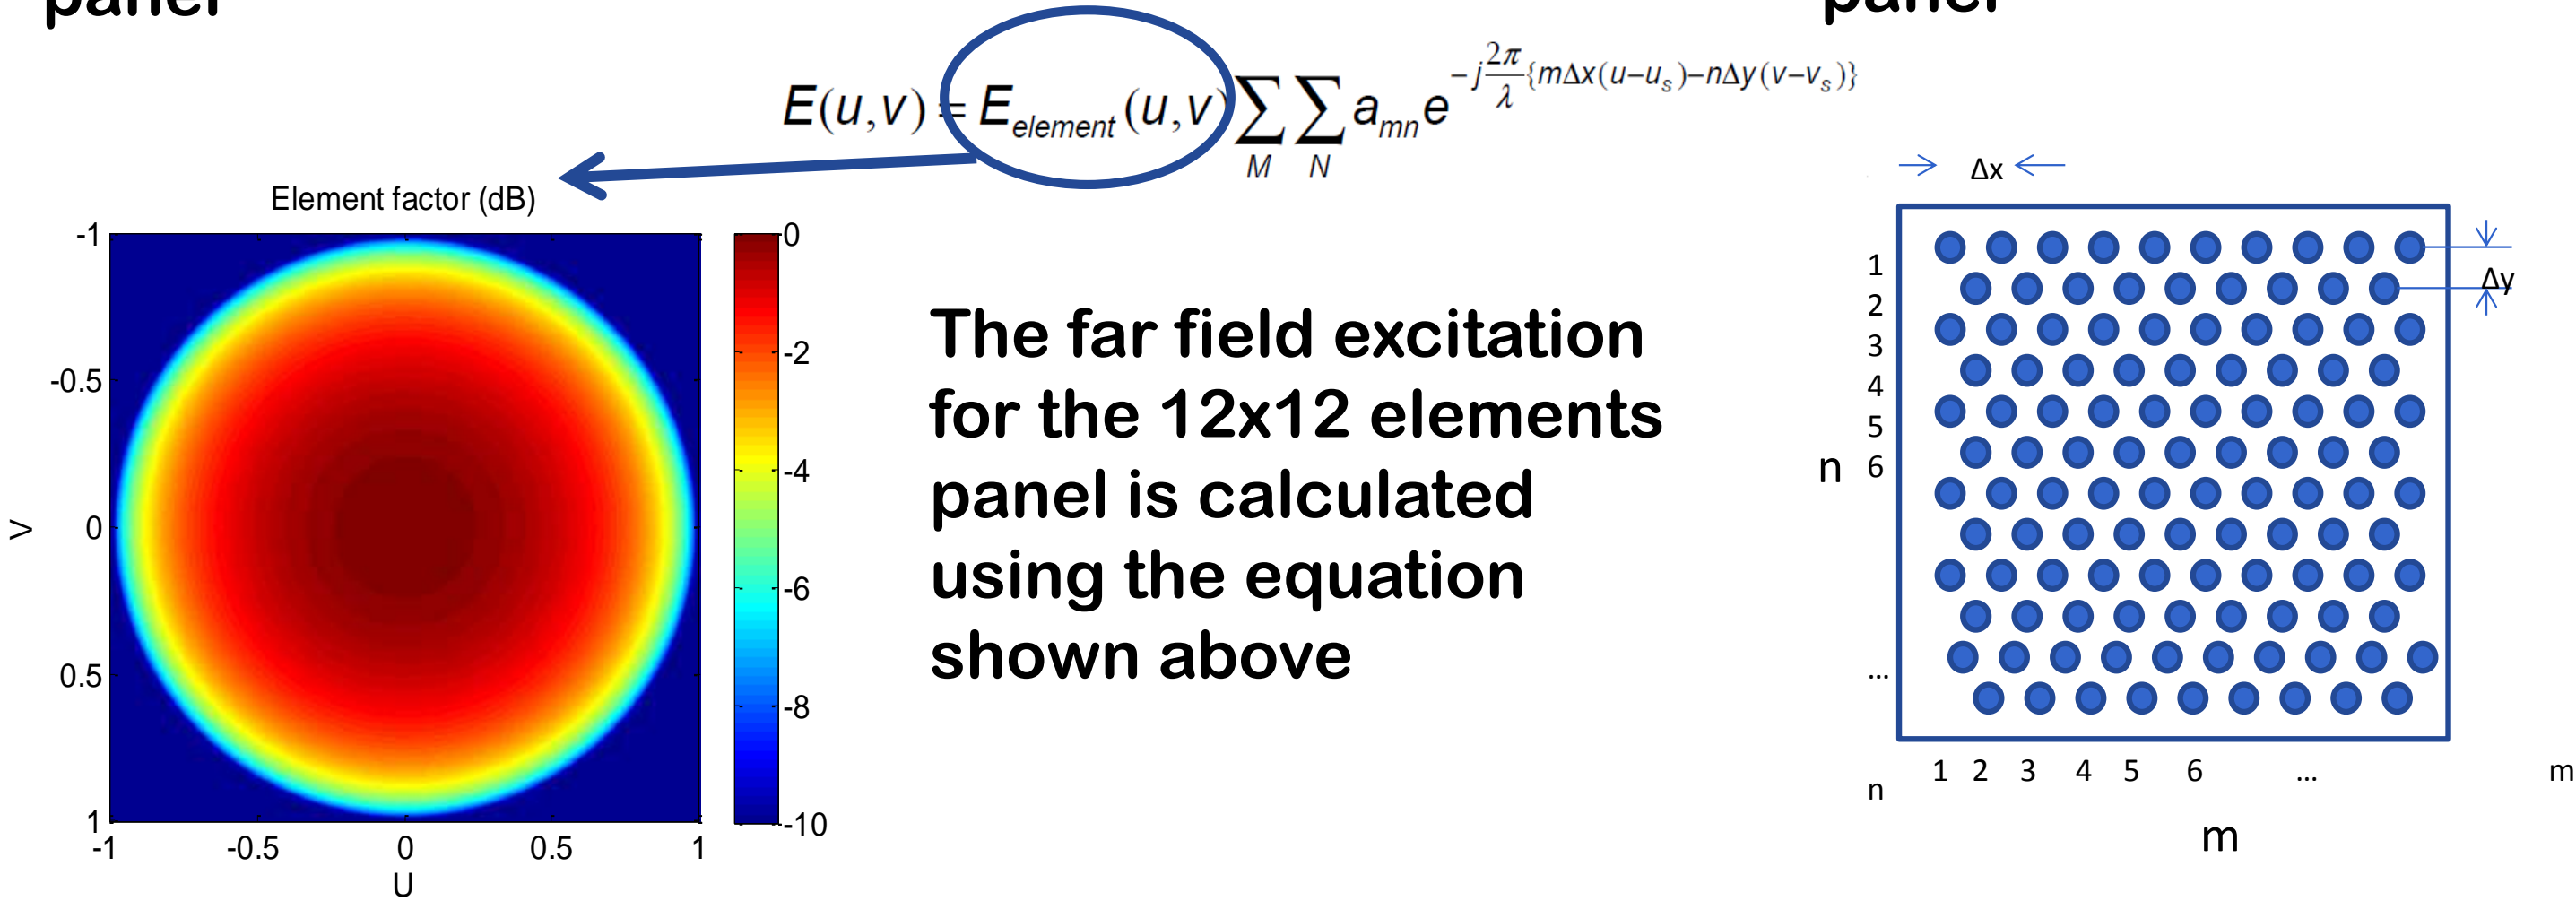 panel
panel
E(u,v) = E_element (u,v) ∑_M ∑_N a_mn e^{-j 2π/λ {mΔx(u−u_s)−nΔy(v−v_s)}}
Element factor (dB)
-1
-0.5
0
0.5
1
V
-1
-0.5
0
0.5
1
U
0
-2
-4
-6
-8
-10
The far field excitation
for the 12x12 elements
panel is calculated
using the equation
shown above
Δx
Δy
1
2
3
4
5
n 6
...
n
1 2 3 4 5 6 ... m
m